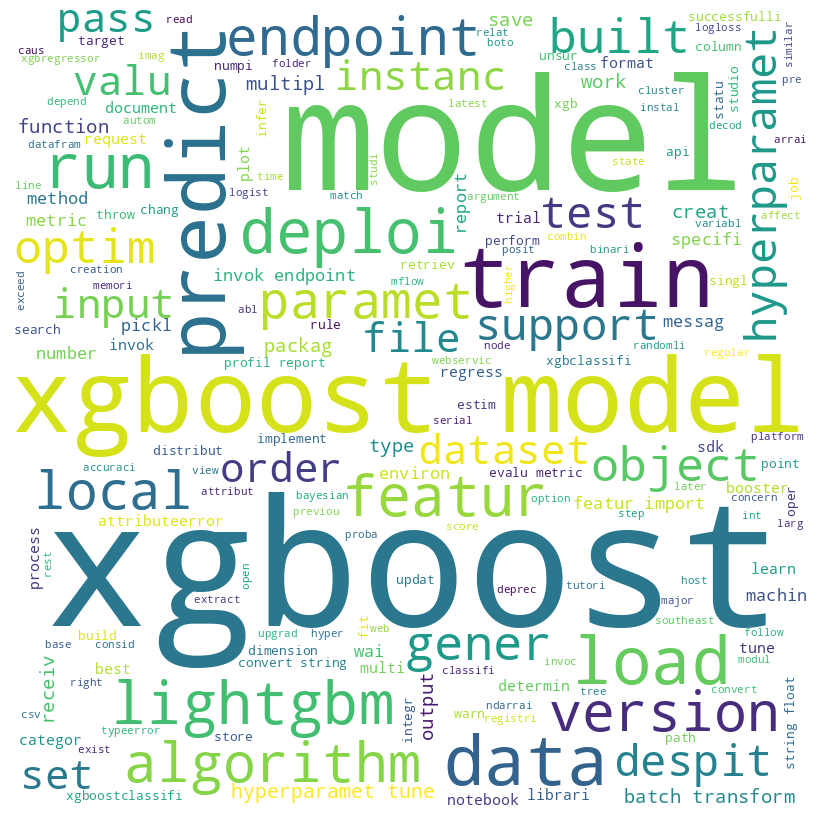 pass
read
target
caus
xgbregressor
numpi
folder
relat
boto
save
successfulli
logloss
column
similar
endpoint
built
imag
depend
autom
valu
document
multipl
instanc
latest
unsur
class
format
work
xgb
cluster
instal
statu
studio
pre
decod
arrai
function
datafram
request
predict
infer
model
hyperparamet
run
line
method
metric
throw
chang
plot
time
logist
studi
match
argument
report
state
api
job
optim
deploi
trial
test
creat
variabl
affect
perform
posit
combin
binari
specifi
exceed
creation
memori
input
invok endpoint
abl
retriev
mflow
higher
train
singl
search
pickl
invok
number
paramet
rule
packag
file
support
node
messag
randomli
regular
profil report
webservic
regress
xgbclassifi
xgboost model
estim
serial
distribut
implement
type
dataset
sdk
platform
accuraci
view
order
environ
evalu metric
object
point
local
attribut
bayesian
previou
featur
option
featur import
booster
later
concern
oper
larg
attributeerror
score
step
int
process
rest
xgboost
open
proba
updat
extract
deprec
tutori
host
major
learn
machin
southeast
base
consid
build
upgrad
hyper
fit
web
gener
load
follow
tune
modul
right
best
dimension
convert string
wai
multi
classifi
invoc
determin
tree
convert
receiv
csv
lightgbm
output
integr
warn
registri
ndarrai
version
string float
categor
typeerror
exist
store
path
set
algorithm
data
despit
xgboostclassifi
hyperparamet tune
notebook
librari
batch transform